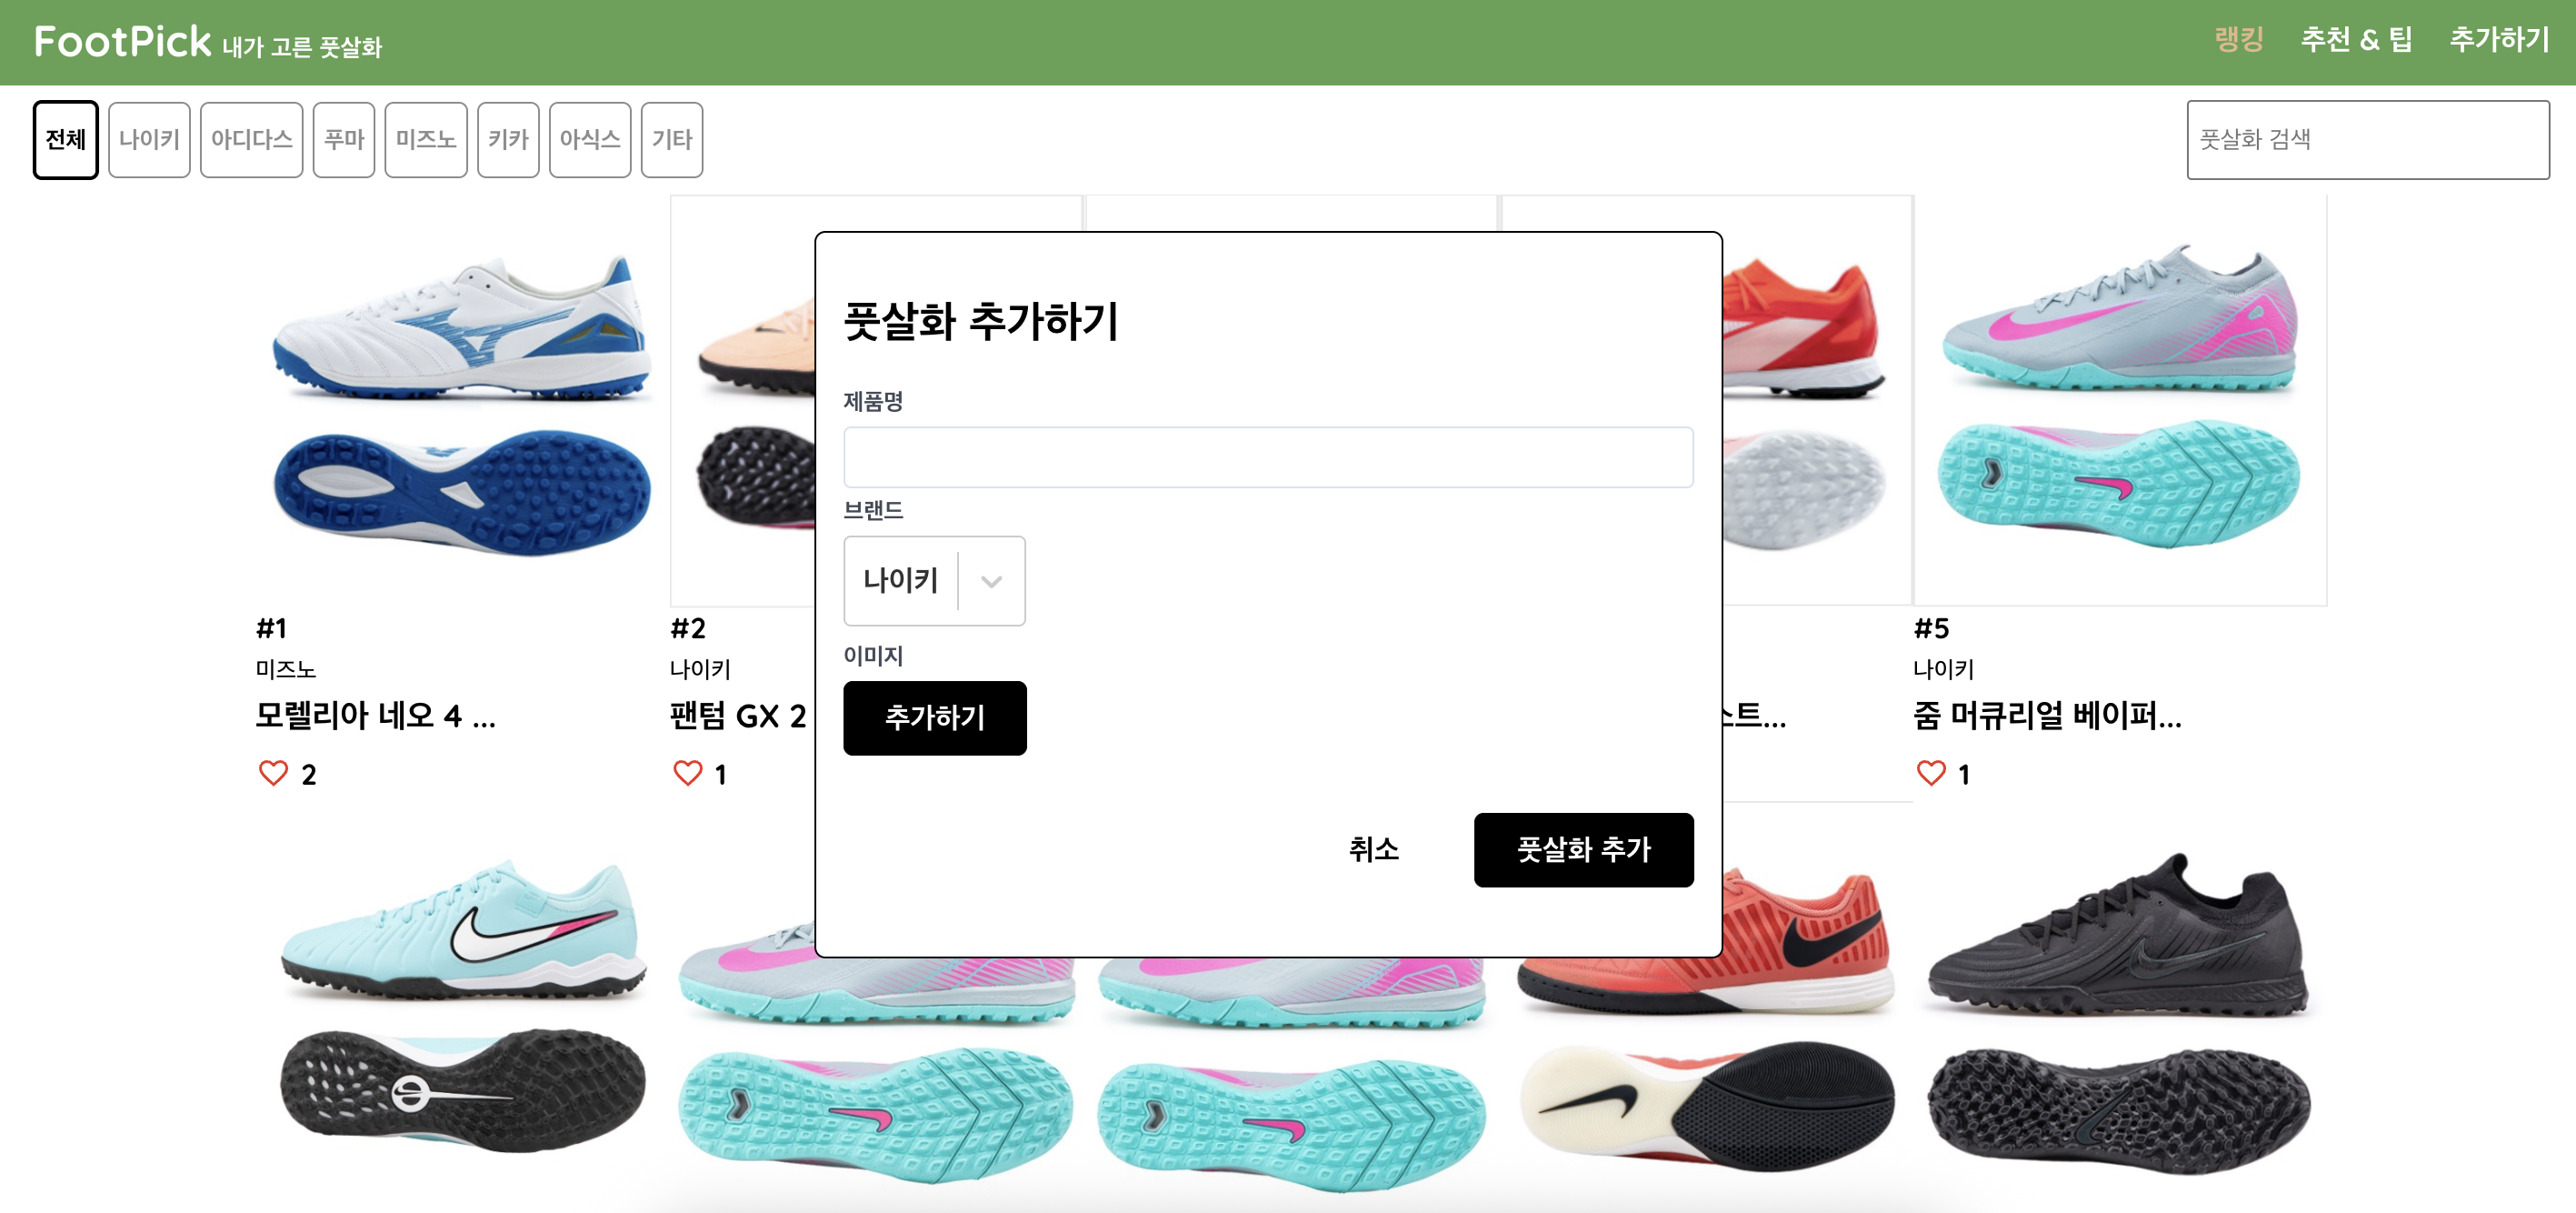 FootPick 내가 고른 풋살화
랭킹 추천 & 팁 추가하기
전체 나이키 아디다스 푸마 미즈노 키카 아식스 기타
풋살화 검색
풋살화 추가하기
제품명
브랜드
나이키
이미지
추가하기
취소 풋살화 추가
#1
미즈노
모렐리아 네오 4 ...
2
#2
나이키
팬텀 GX 2
1
트...
#5
나이키
줌 머큐리얼 베이퍼...
1